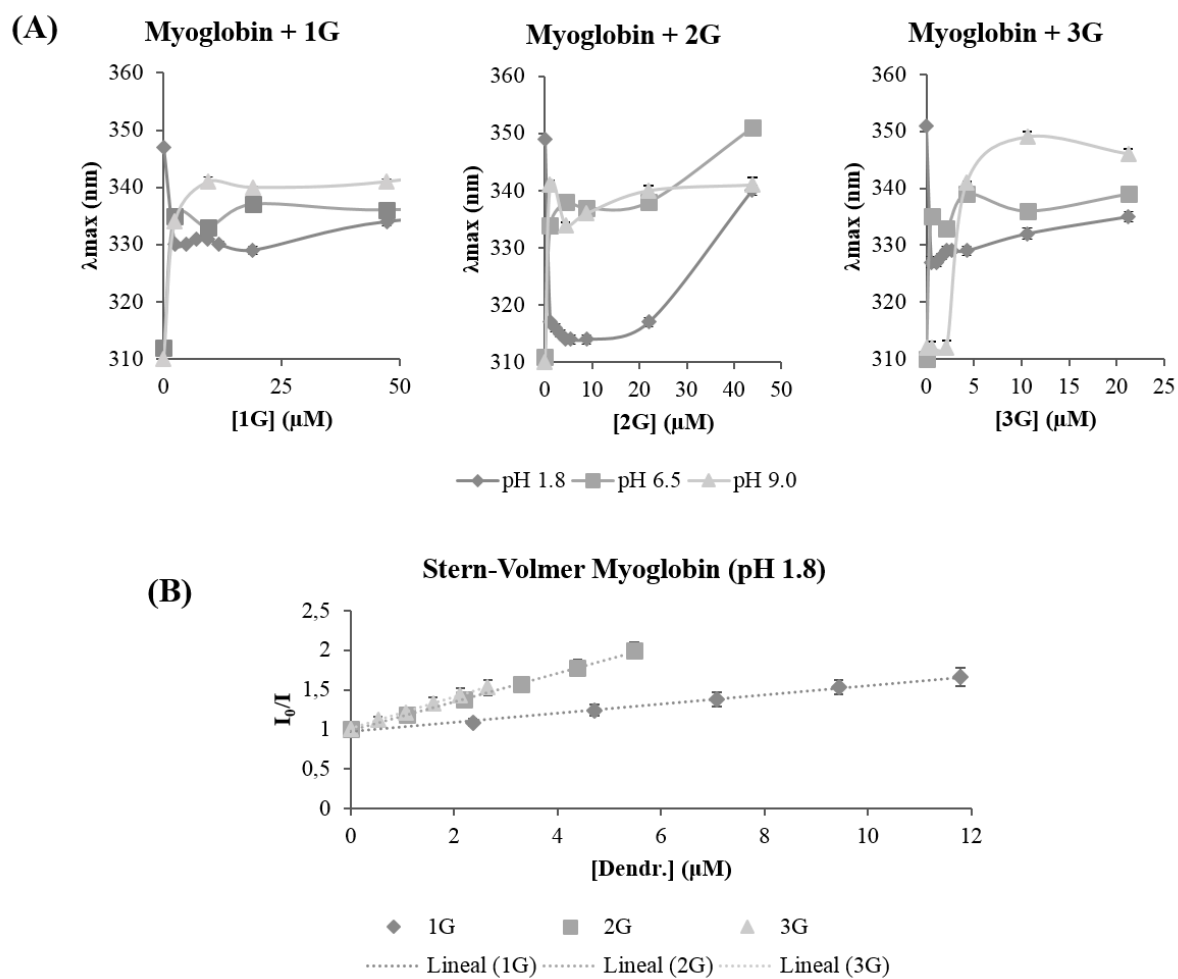 (A)
Myoglobin + 1G
360
350
340
330
320
310
λmax (nm)
0
25
50
[1G] (µM)
Myoglobin + 2G
360
350
340
330
320
310
λmax (nm)
0
10
20
30
40
50
[2G] (µM)
Myoglobin + 3G
360
350
340
330
320
310
λmax (nm)
0
5
10
15
20
25
[3G] (µM)
pH 1.8 pH 6.5 pH 9.0
(B)
Stern-Volmer Myoglobin (pH 1.8)
2,5
2
1,5
1
0,5
0
I₀/I
0 2 4 6 8 10 12
[Dendr.] (µM)
1G 2G 3G
Lineal (1G) Lineal (2G) Lineal (3G)